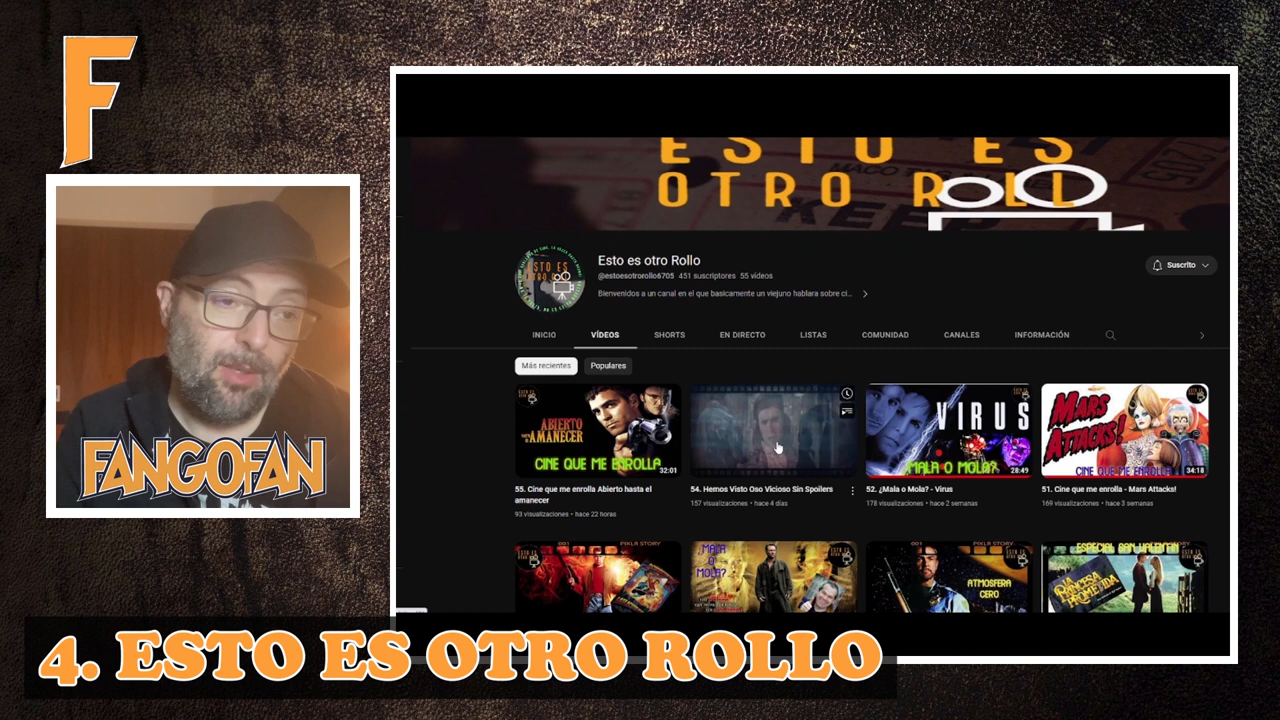 F
FANGOFAN
ESTO ES
OTRO ROLL
KEEP
Esto es otro Rollo
@estoesotrorollo6705 451 suscriptores 55 vídeos
Bienvenidos a un canal en el que basicamente un viejuno hablara sobre ci...
Suscrito
INICIO VÍDEOS SHORTS EN DIRECTO LISTAS COMUNIDAD CANALES INFORMACIÓN
Más recientes Populares
ABIERTO
AMANECER
CINE QUE ME ENROLLA
32:01
VIRUS
¿MALA O MOLA?
28:49
MARS
ATTACKS!
CINE QUE ME ENROLLA
34:18
55. Cine que me enrolla Abierto hasta el
amanecer
93 visualizaciones • hace 22 horas
54. Hemos Visto Oso Vicioso Sin Spoilers
157 visualizaciones • hace 4 días
52. ¿Mala o Mola? - Virus
178 visualizaciones • hace 2 semanas
51. Cine que me enrolla - Mars Attacks!
169 visualizaciones • hace 3 semanas
¿MALA
O
MOLA?
ATMOSFERA
CERO
ESPECIAL SAN VALENTIN
LA
PRINCESA
PROMETIDA
4. ESTO ES OTRO ROLLO